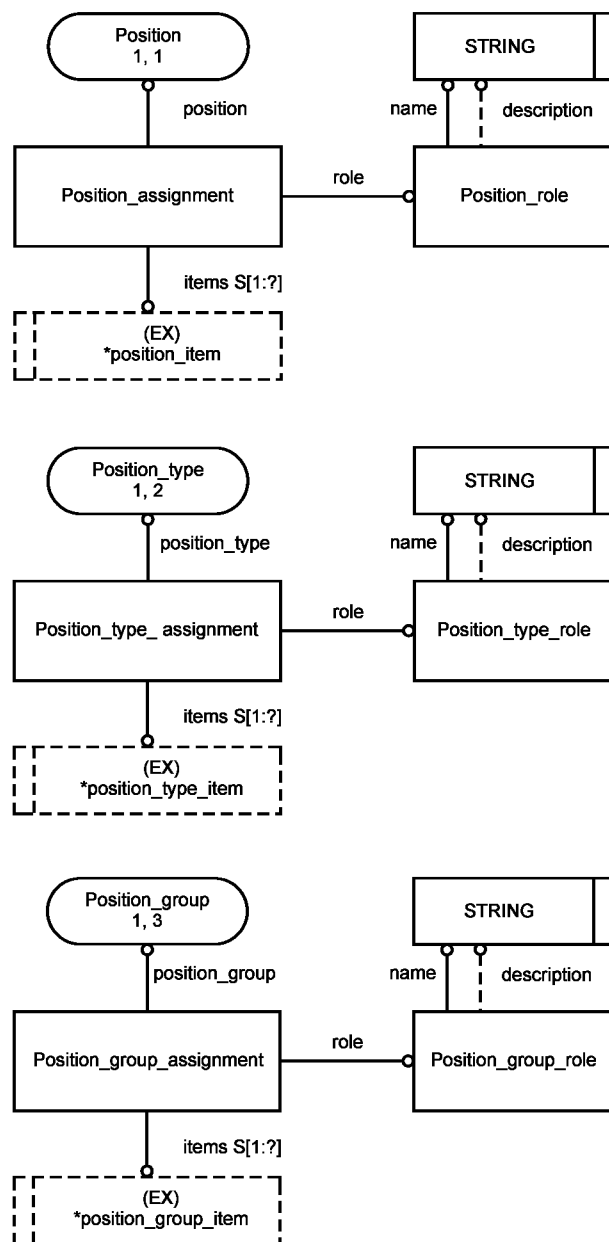 Position
1, 1
STRING
position
name
description
Position_assignment
role
Position_role
items S[1:?]
(EX)
*position_item
Position_type
1, 2
STRING
position_type
name
description
Position_type_ assignment
role
Position_type_role
items S[1:?]
(EX)
*position_type_item
Position_group
1, 3
STRING
position_group
name
description
Position_group_assignment
role
Position_group_role
items S[1:?]
(EX)
*position_group_item